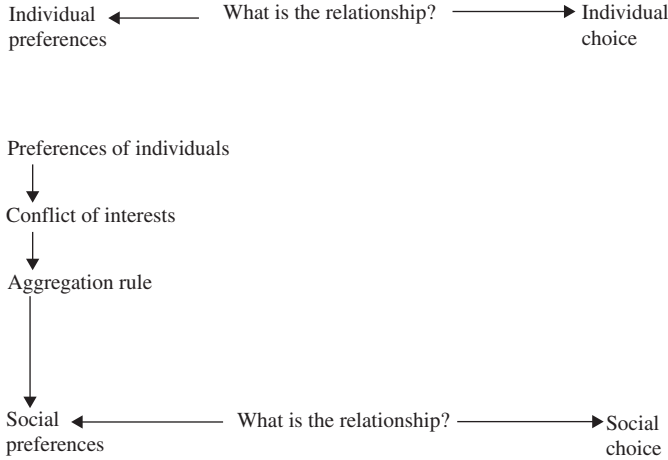 Individual preferences
What is the relationship?
Individual choice
Preferences of individuals
Conflict of interests
Aggregation rule
Social preferences
What is the relationship?
Social choice